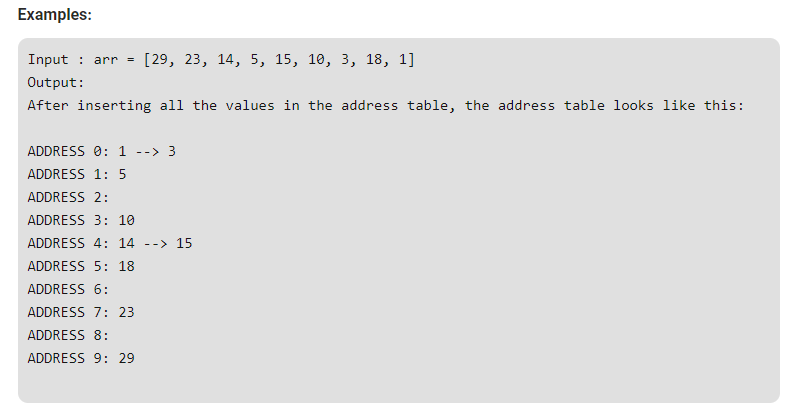 Examples:
Input : arr = [29, 23, 14, 5, 15, 10, 3, 18, 1]
Output:
After inserting all the values in the address table, the address table looks like this:
ADDRESS 0: 1 --> 3
ADDRESS 1: 5
ADDRESS 2:
ADDRESS 3: 10
ADDRESS 4: 14 --> 15
ADDRESS 5: 18
ADDRESS 6:
ADDRESS 7: 23
ADDRESS 8:
ADDRESS 9: 29